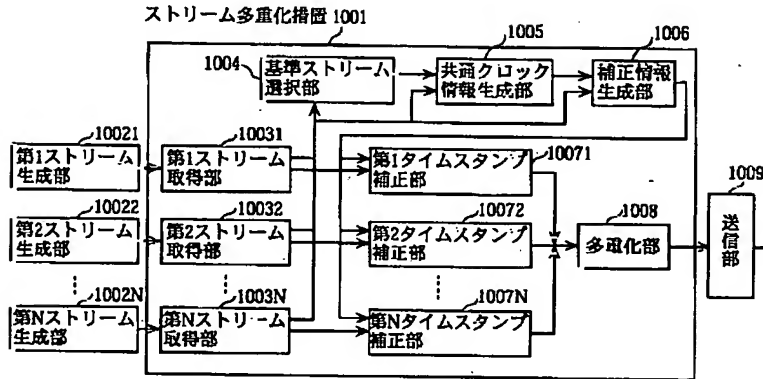 ストリーム多重化措置 1001
1004
基準ストリーム
選択部
1005
共通クロック
情報生成部
1006
補正情報
生成部
10021
第1ストリーム
生成部
10031
第1ストリーム
取得部
10071
第1タイムスタンプ
補正部
10022
第2ストリーム
生成部
10032
第2ストリーム
取得部
10072
第2タイムスタンプ
補正部
1008
多重化部
1009
送信部
1002N
第Nストリーム
生成部
1003N
第Nストリーム
取得部
1007N
第Nタイムスタンプ
補正部